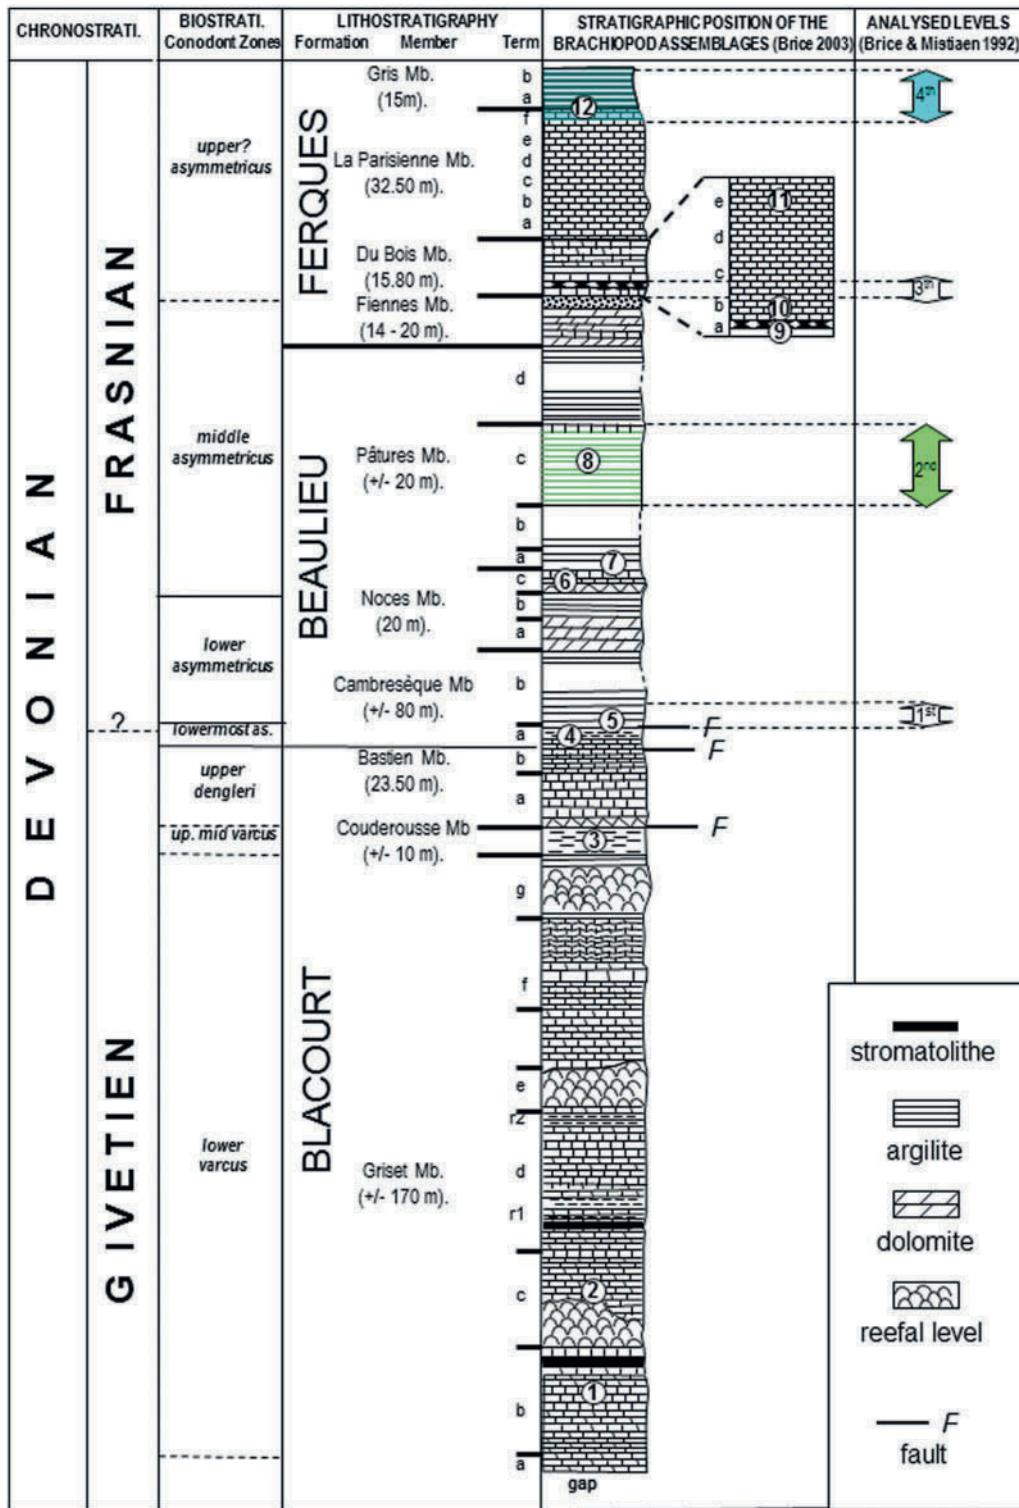 CHRONOSTRATI.
BIOSTRATI.
Conodont Zones
LITHOSTRATIGRAPHY
Formation Member Term
STRATIGRAPHIC POSITION OF THE
BRACHIOPOD ASSEMBLAGES (Brice 2003)
ANALYSED LEVELS
(Brice & Mistiaen 1992)
DEVONIAN
FRASNIAN
?
GIVETIEN
upper?
asymmetricus
middle
asymmetricus
lower
asymmetricus
lowermost as.
upper
dengleri
up. mid varcus
lower
varcus
FERQUES
BEAULIEU
BLACOURT
Gris Mb.
(15m).
La Parisienne Mb.
(32.50 m).
Du Bois Mb.
(15.80 m).
Fiennes Mb.
(14 - 20 m).
Pâtures Mb.
(+/- 20 m).
Noces Mb.
(20 m).
Cambresèque Mb
(+/- 80 m).
Bastien Mb.
(23.50 m).
Couderousse Mb
(+/- 10 m).
Griset Mb.
(+/- 170 m).
b
a
f
e
d
c
b
a
d
c
b
a
c
b
a
b
a
b
a
g
f
e
r2
d
r1
c
b
a
12
11
e
d
c
b
a
10
9
8
7
6
5
4
3
2
1
F
F
F
gap
4th
3th
2nd
1st
stromatolithe
argilite
dolomite
reefal level
F
fault